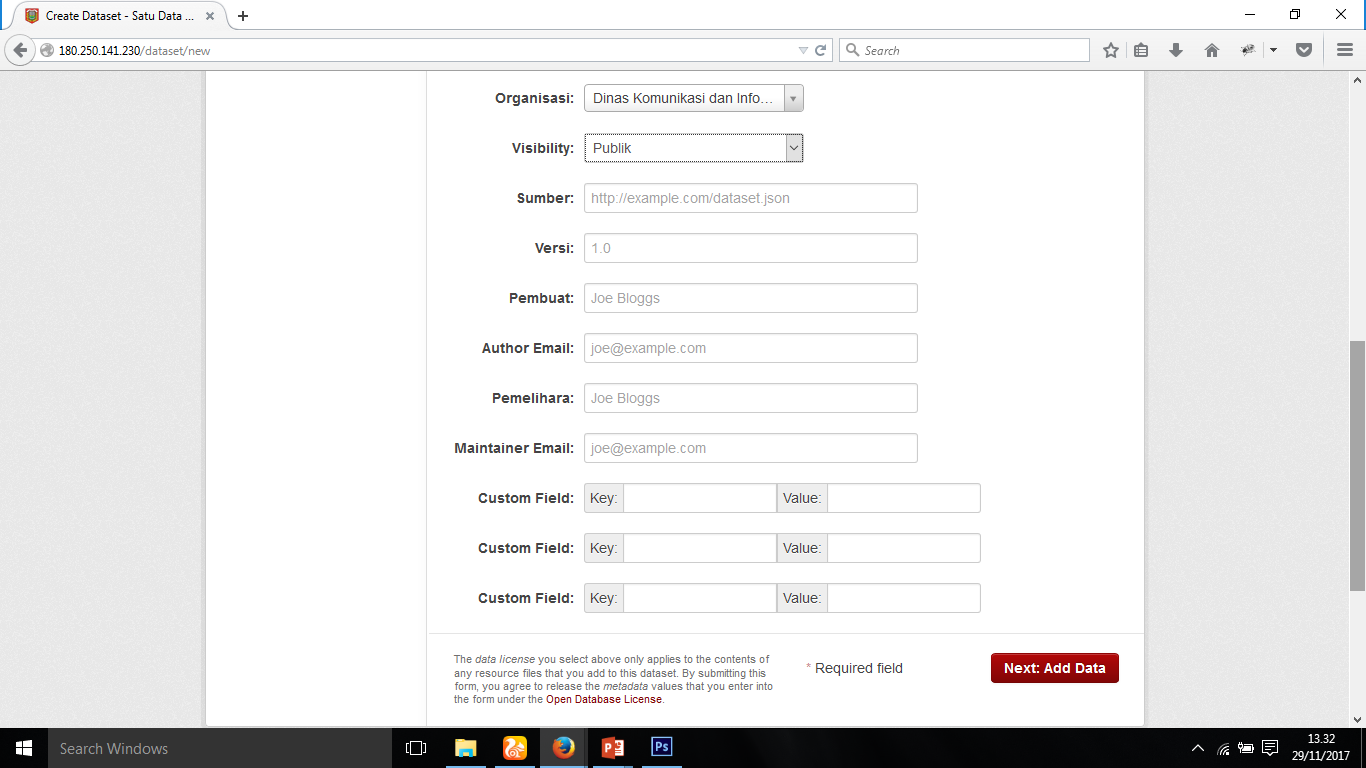 Create Dataset - Satu Data ...
180.250.141.230/dataset/new
Search
Organisasi: Dinas Komunikasi dan Info…
Visibility: Publik
Sumber: http://example.com/dataset.json
Versi: 1.0
Pembuat: Joe Bloggs
Author Email: joe@example.com
Pemelihara: Joe Bloggs
Maintainer Email: joe@example.com
Custom Field: Key: Value:
Custom Field: Key: Value:
Custom Field: Key: Value:
The data license you select above only applies to the contents of
any resource files that you add to this dataset. By submitting this
form, you agree to release the metadata values that you enter into
the form under the Open Database License.
* Required field
Next: Add Data
Search Windows
Ps
13.32
29/11/2017